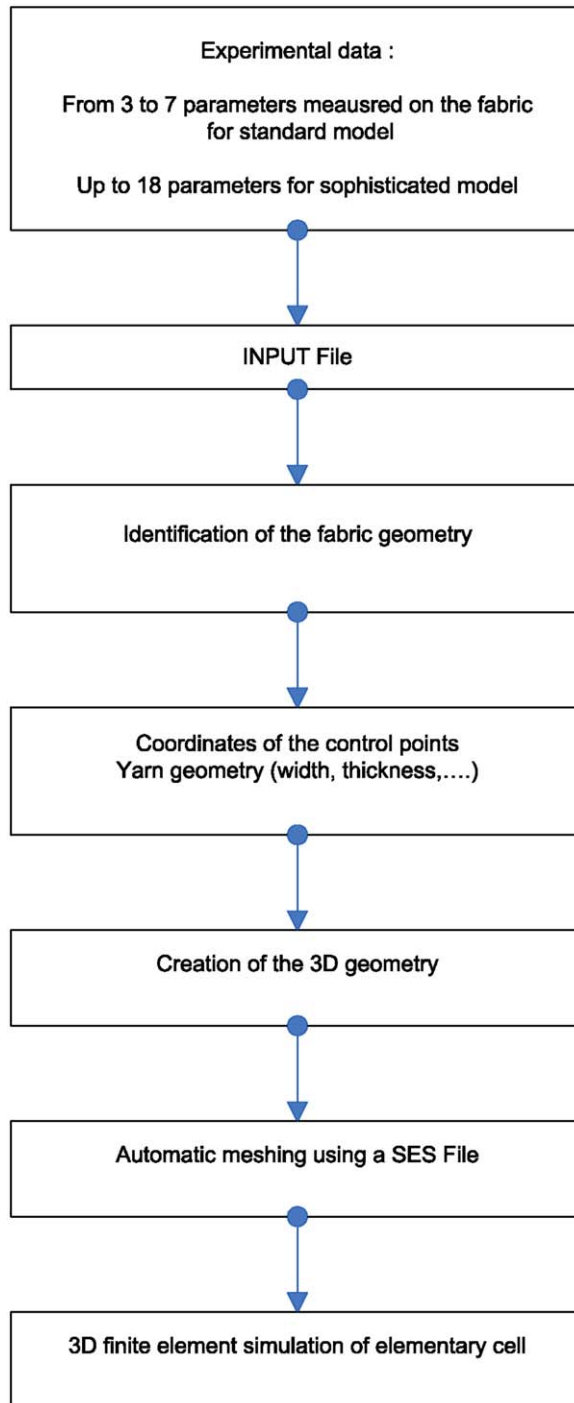 Experimental data :
From 3 to 7 parameters meausred on the fabric
for standard model
Up to 18 parameters for sophisticated model
INPUT File
Identification of the fabric geometry
Coordinates of the control points
Yarn geometry (width, thickness,....)
Creation of the 3D geometry
Automatic meshing using a SES File
3D finite element simulation of elementary cell